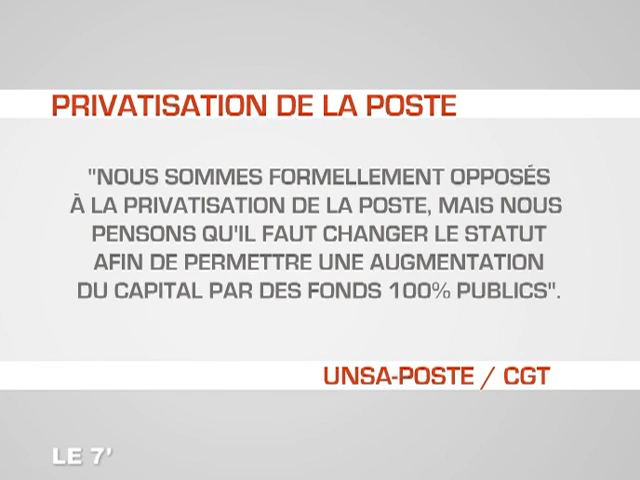 PRIVATISATION DE LA POSTE
"NOUS SOMMES FORMELLEMENT OPPOSÉS
À LA PRIVATISATION DE LA POSTE, MAIS NOUS
PENSONS QU'IL FAUT CHANGER LE STATUT
AFIN DE PERMETTRE UNE AUGMENTATION
DU CAPITAL PAR DES FONDS 100% PUBLICS".
UNSA-POSTE / CGT
LE 7'